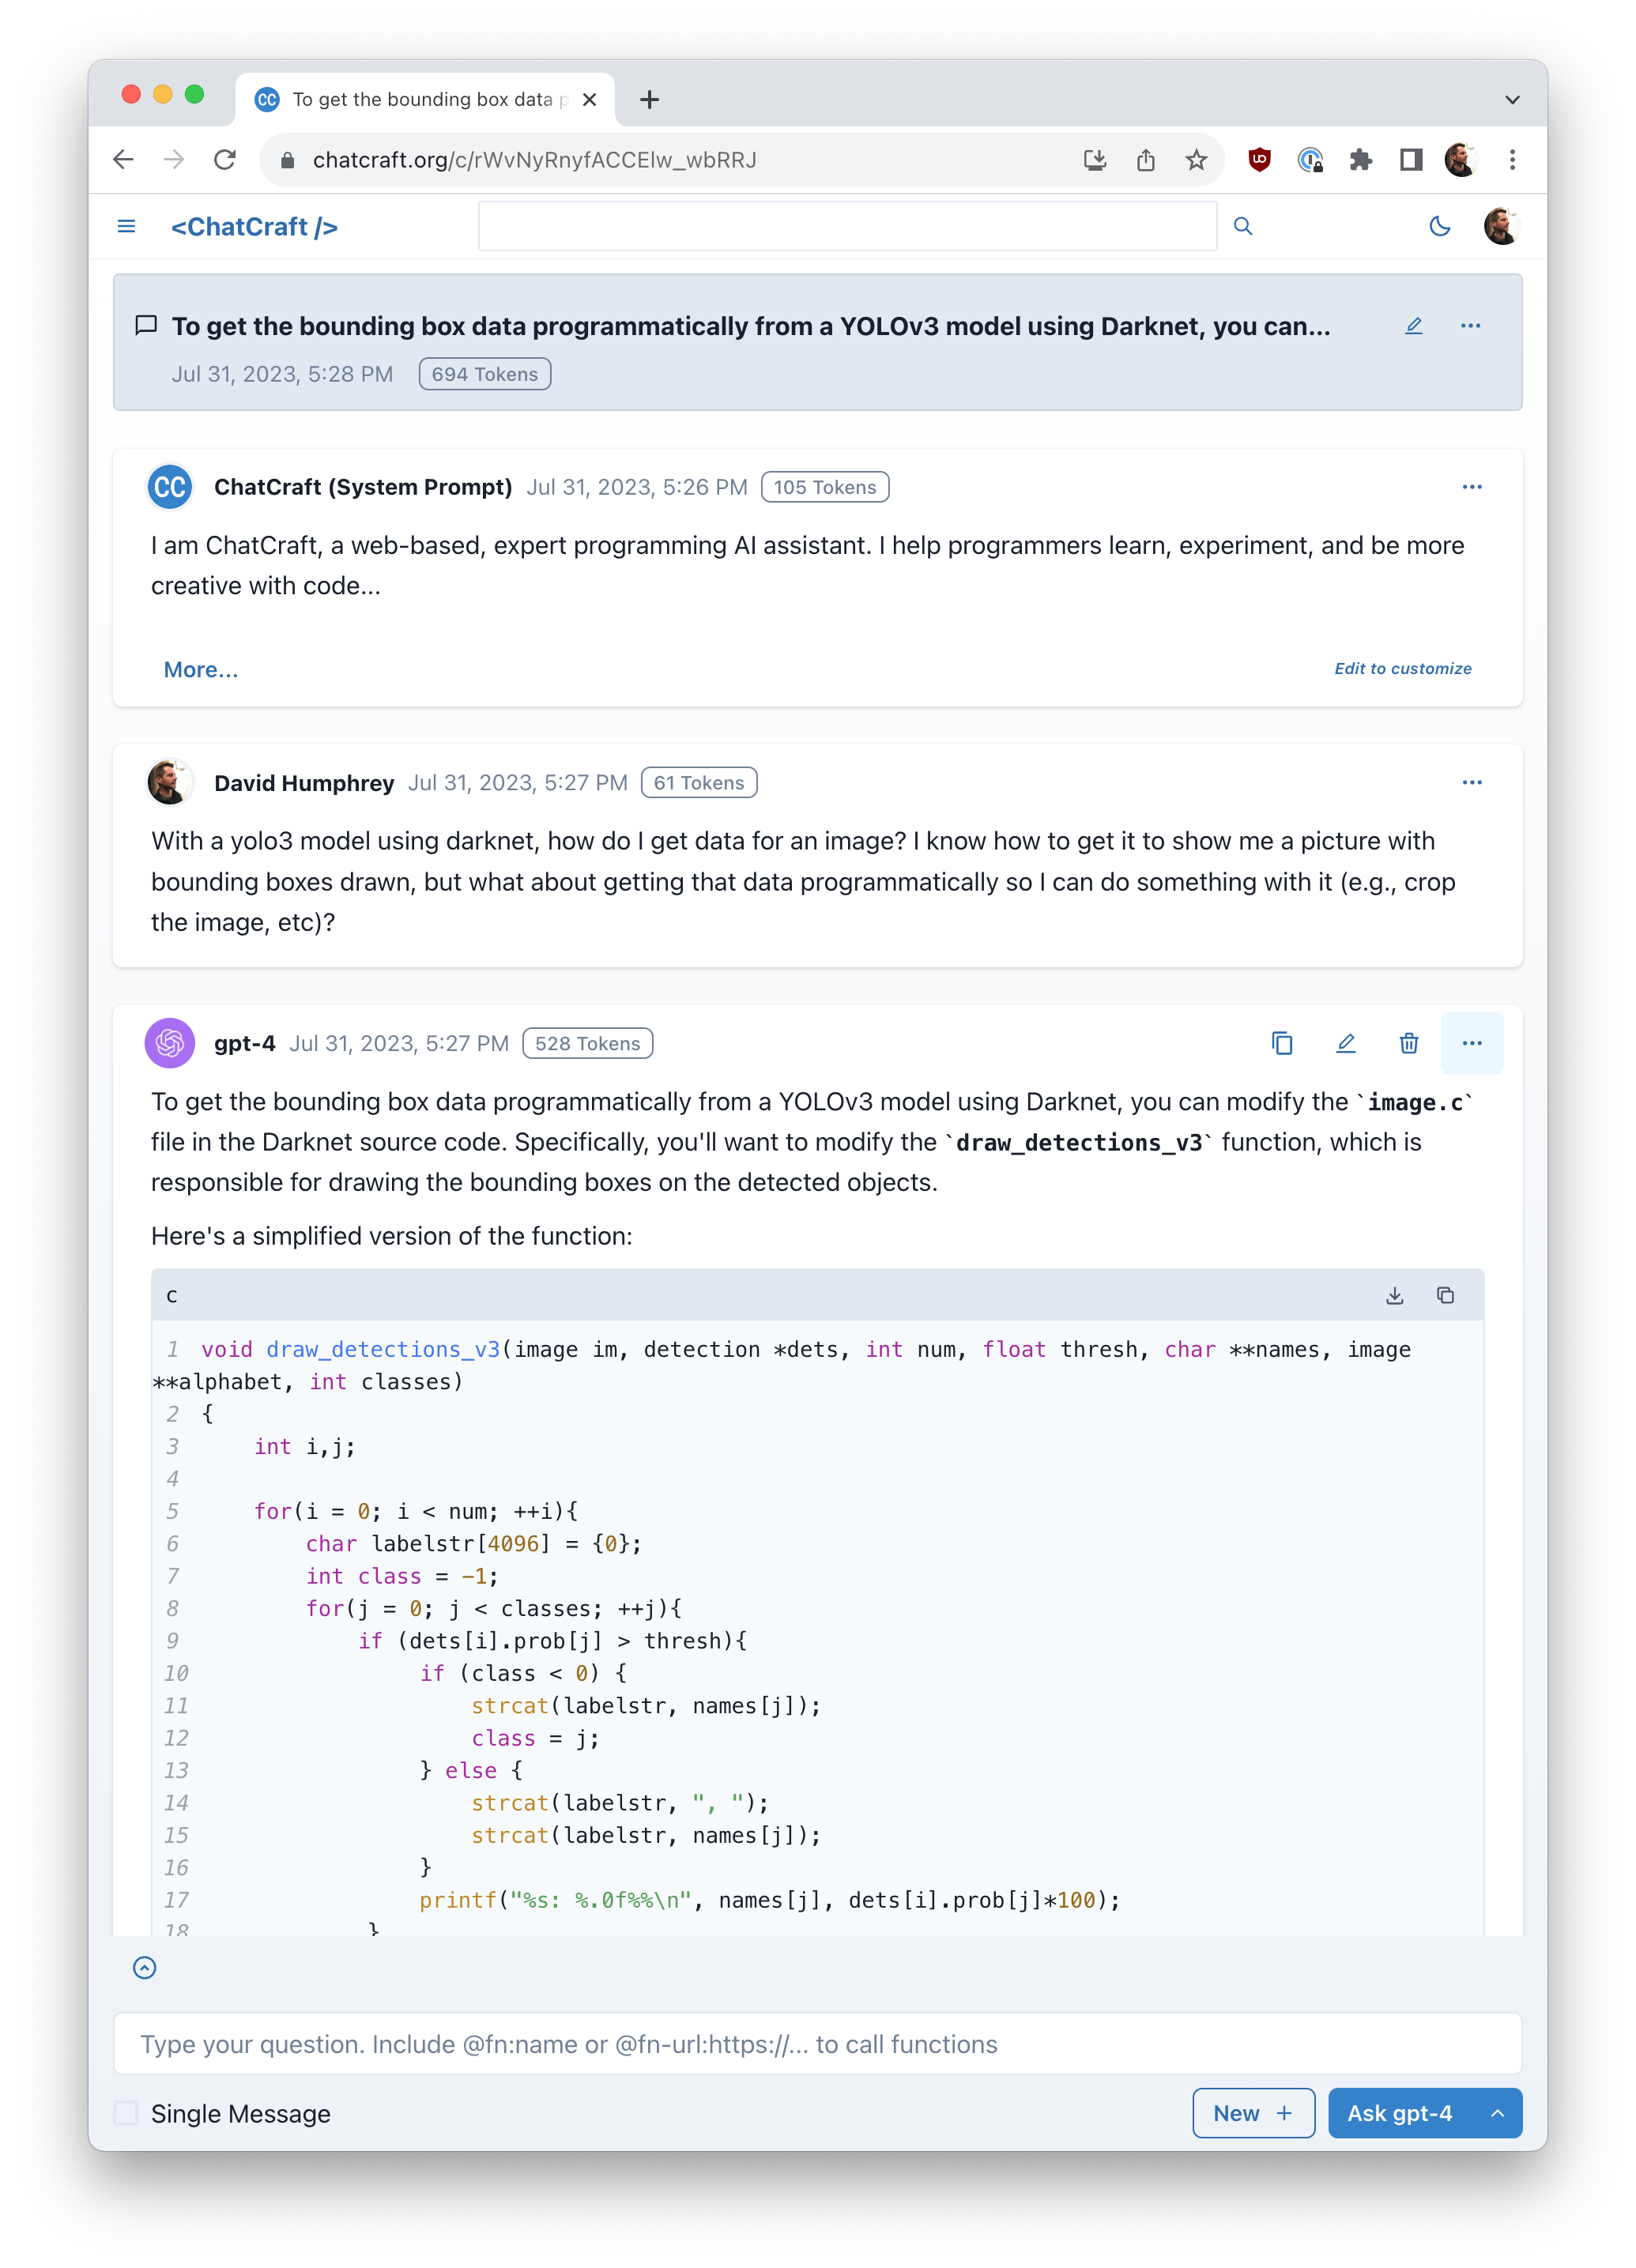 To get the bounding box data p
chatcraft.org/c/rWvNyRnyfACCElw_wbRRJ
<ChatCraft />
To get the bounding box data programmatically from a YOLOv3 model using Darknet, you can...
Jul 31, 2023, 5:28 PM 694 Tokens
CC ChatCraft (System Prompt) Jul 31, 2023, 5:26 PM 105 Tokens
I am ChatCraft, a web-based, expert programming AI assistant. I help programmers learn, experiment, and be more
creative with code...
More... Edit to customize
David Humphrey Jul 31, 2023, 5:27 PM 61 Tokens
With a yolo3 model using darknet, how do I get data for an image? I know how to get it to show me a picture with
bounding boxes drawn, but what about getting that data programmatically so I can do something with it (e.g., crop
the image, etc)?
gpt-4 Jul 31, 2023, 5:27 PM 528 Tokens
To get the bounding box data programmatically from a YOLOv3 model using Darknet, you can modify the `image.c`
file in the Darknet source code. Specifically, you'll want to modify the `draw_detections_v3` function, which is
responsible for drawing the bounding boxes on the detected objects.
Here's a simplified version of the function:
c
1 void draw_detections_v3(image im, detection *dets, int num, float thresh, char **names, image
**alphabet, int classes)
2 {
3     int i,j;
4
5     for(i = 0; i < num; ++i){
6         char labelstr[4096] = {0};
7         int class = -1;
8         for(j = 0; j < classes; ++j){
9             if (dets[i].prob[j] > thresh){
10                 if (class < 0) {
11                     strcat(labelstr, names[j]);
12                     class = j;
13                 } else {
14                     strcat(labelstr, ", ");
15                     strcat(labelstr, names[j]);
16                 }
17                 printf("%s: %.0f%%\n", names[j], dets[i].prob[j]*100);
18             }
Type your question. Include @fn:name or @fn-url:https://... to call functions
Single Message New + Ask gpt-4